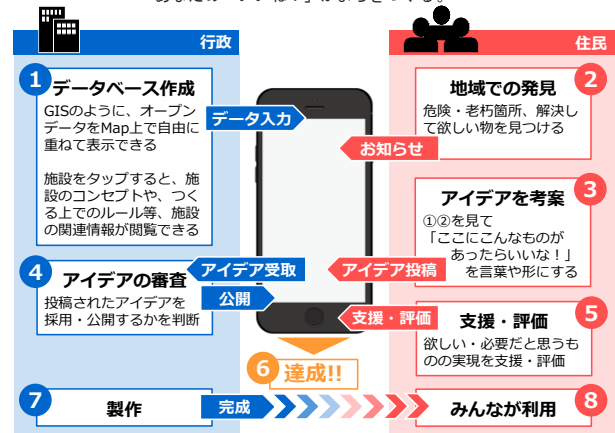 行政
住民
1
データベース作成
GISのように、オープン
データをMap上で自由に
重ねて表示できる
施設をタップすると、施
設のコンセプトや、つく
る上でのルール等、施設
の関連情報が閲覧できる
データ入力
2
地域での発見
危険・老朽箇所、解決し
て欲しい物を見つける
お知らせ
3
アイデアを考案
①②を見て
「ここにこんなものが
あったらいいな！」
を言葉や形にする
アイデア投稿
4
アイデアの審査
投稿されたアイデアを
採用・公開するかを判断
アイデア受取
公開
5
支援・評価
欲しい・必要だと思うも
のの実現を支援・評価
支援・評価
6
達成!!
7
製作
完成
8
みんなが利用